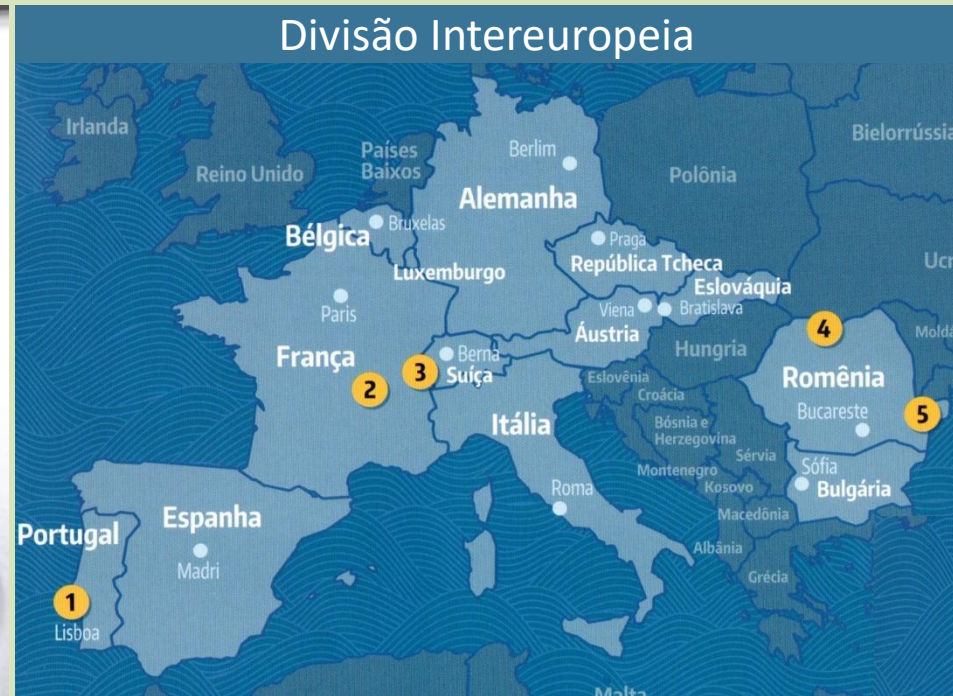 Divisão Intereuropeia
Irlanda
Reino Unido
Países
Baixos
Berlim
Alemanha
Polônia
Bielorrússia
Bélgica
Bruxelas
Luxemburgo
Praga
República Tcheca
Ucr
Eslováquia
Viena
Bratislava
Áustria
Paris
França
2
3
Berna
Suíça
Hungria
4
Moldá
Romênia
Bucareste
5
Eslovênia
Croácia
Bósnia e
Herzegovina
Sérvia
Itália
Montenegro
Kosovo
Sófia
Bulgária
Roma
Macedônia
Albânia
Grécia
Portugal
Espanha
Madri
1
Lisboa
Malta